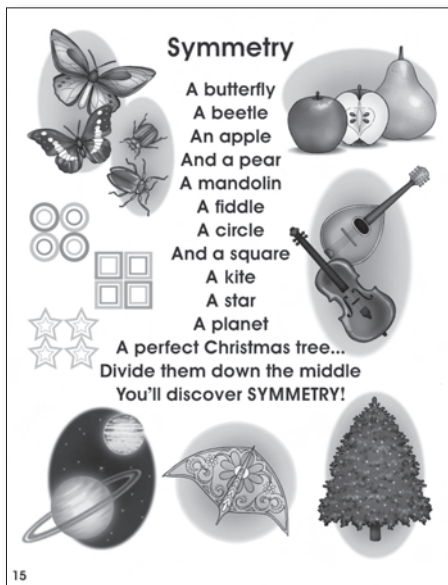 Symmetry
A butterfly
A beetle
An apple
And a pear
A mandolin
A fiddle
A circle
And a square
A kite
A star
A planet
A perfect Christmas tree...
Divide them down the middle
You'll discover SYMMETRY!
15